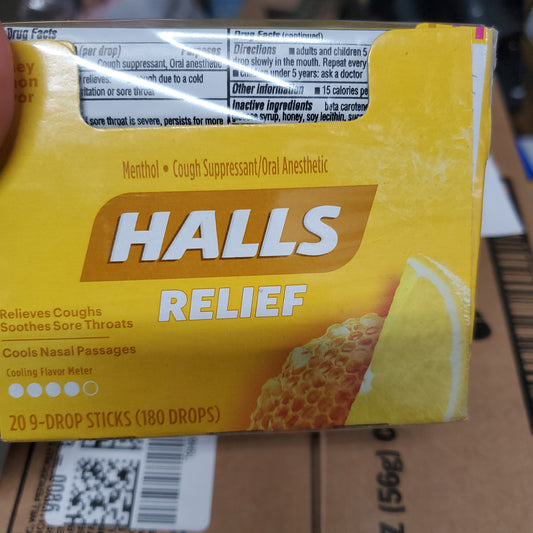 Drug Facts
(per drop) Purposes
Cough suppressant, Oral anesthetic
relieves: cough due to a cold
or sore throat
sore throat is severe, persists for more
Drug Facts (continued)
Directions ■ adults and children 5
drop slowly in the mouth. Repeat every
■ children under 5 years: ask a doctor
Other information ■ 15 calories pe
Inactive ingredients beta carotene
syrup, honey, soy lecithin,
Menthol • Cough Suppressant/Oral Anesthetic
HALLS
RELIEF
Relieves Coughs
Soothes Sore Throats
Cools Nasal Passages
Cooling Flavor Meter
20 9-DROP STICKS (180 DROPS)
9800
z (56g)